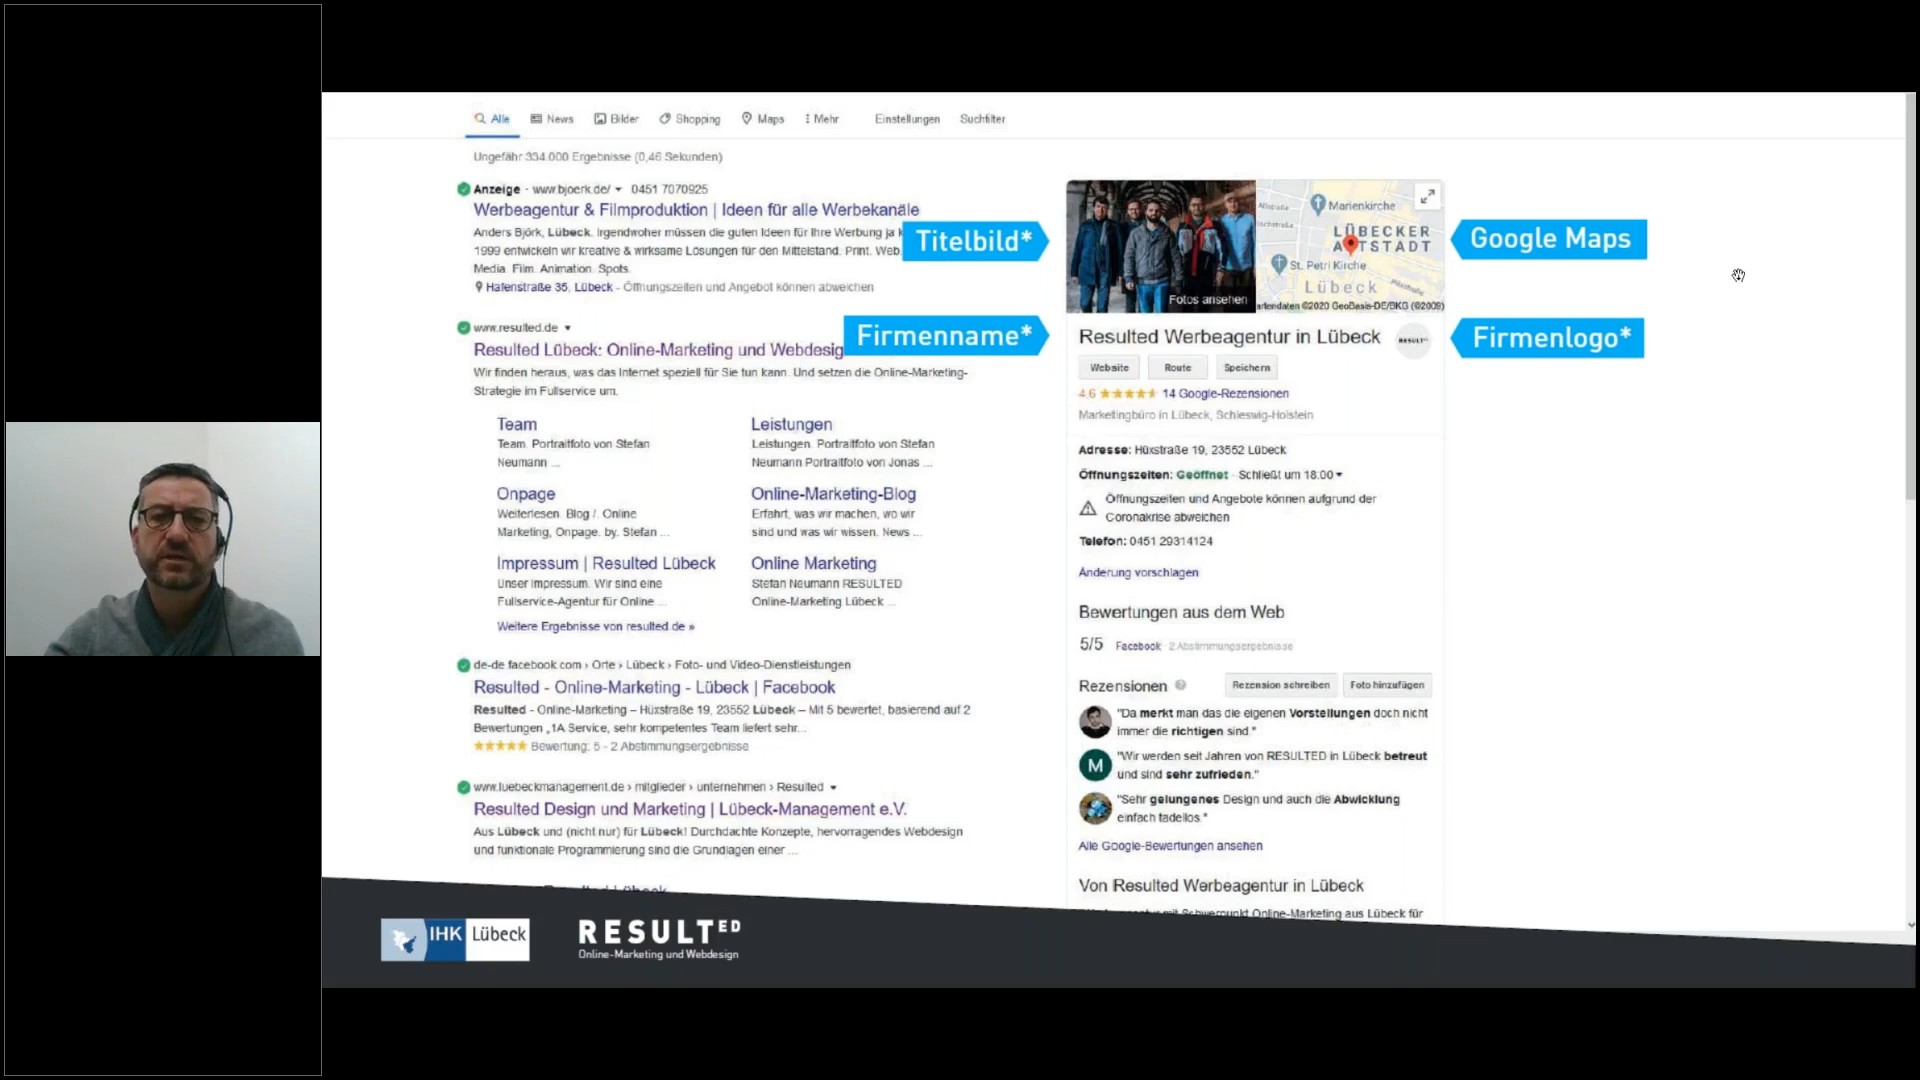 Alle News Bilder Shopping Maps Mehr Einstellungen Suchfilter
Ungefähr 334.000 Ergebnisse (0,46 Sekunden)
Anzeige · www.bjoerk.de/ 0451 7070925
Werbeagentur & Filmproduktion | Ideen für alle Werbekanäle
Anders Björk, Lübeck. Irgendwoher müssen die guten Ideen für Ihre Werbung ja k
1999 entwickeln wir kreative & wirksame Lösungen für den Mittelstand. Print. Web.
Media. Film. Animation. Spots.
Hafenstraße 35, Lübeck - Öffnungszeiten und Angebot können abweichen
www.resulted.de
Resulted Lübeck: Online-Marketing und Webdesig
Wir finden heraus, was das Internet speziell für Sie tun kann. Und setzen die Online-Marketing-
Strategie im Fullservice um.
Team
Team. Portraitfoto von Stefan
Neumann ...
Leistungen
Leistungen. Portraitfoto von Stefan
Neumann Portraitfoto von Jonas ...
Onpage
Weiterlesen. Blog /. Online
Marketing, Onpage. by. Stefan ...
Online-Marketing-Blog
Erfahrt, was wir machen, wo wir
sind und was wir wissen. News ...
Impressum | Resulted Lübeck
Unser Impressum. Wir sind eine
Fullservice-Agentur für Online ...
Online Marketing
Stefan Neumann RESULTED
Online-Marketing Lübeck ...
Weitere Ergebnisse von resulted.de »
de-de.facebook.com › Orte › Lübeck › Foto- und Video-Dienstleistungen
Resulted - Online-Marketing - Lübeck | Facebook
Resulted - Online-Marketing – Hüxstraße 19, 23552 Lübeck – Mit 5 bewertet, basierend auf 2
Bewertungen „1A Service, sehr kompetentes Team liefert sehr...
Bewertung: 5 - 2 Abstimmungsergebnisse
www.luebeckmanagement.de › mitglieder › unternehmen › Resulted
Resulted Design und Marketing | Lübeck-Management e.V.
Aus Lübeck und (nicht nur) für Lübeck! Durchdachte Konzepte, hervorragendes Webdesign
und funktionale Programmierung sind die Grundlagen einer ...
Titelbild*
Firmenname*
Google Maps
Firmenlogo*
Fotos ansehen
Marienkirche
LÜBECKER
ALTSTADT
St. Petri Kirche
Lübeck
artendaten ©2020 GeoBasis-DE/BKG (©2009)
Resulted Werbeagentur in Lübeck
RESULTED
Website Route Speichern
4,6 14 Google-Rezensionen
Marketingbüro in Lübeck, Schleswig-Holstein
Adresse: Hüxstraße 19, 23552 Lübeck
Öffnungszeiten: Geöffnet · Schließt um 18:00
Öffnungszeiten und Angebote können aufgrund der
Coronakrise abweichen
Telefon: 0451 29314124
Änderung vorschlagen
Bewertungen aus dem Web
5/5 Facebook · 2 Abstimmungsergebnisse
Rezensionen Rezension schreiben Foto hinzufügen
"Da merkt man das die eigenen Vorstellungen doch nicht
immer die richtigen sind."
M
"Wir werden seit Jahren von RESULTED in Lübeck betreut
und sind sehr zufrieden."
"Sehr gelungenes Design und auch die Abwicklung
einfach tadellos."
Alle Google-Bewertungen ansehen
Von Resulted Werbeagentur in Lübeck
mit Schwerpunkt Online-Marketing aus Lübeck für
IHK Lübeck
RESULTED
Online-Marketing und Webdesign